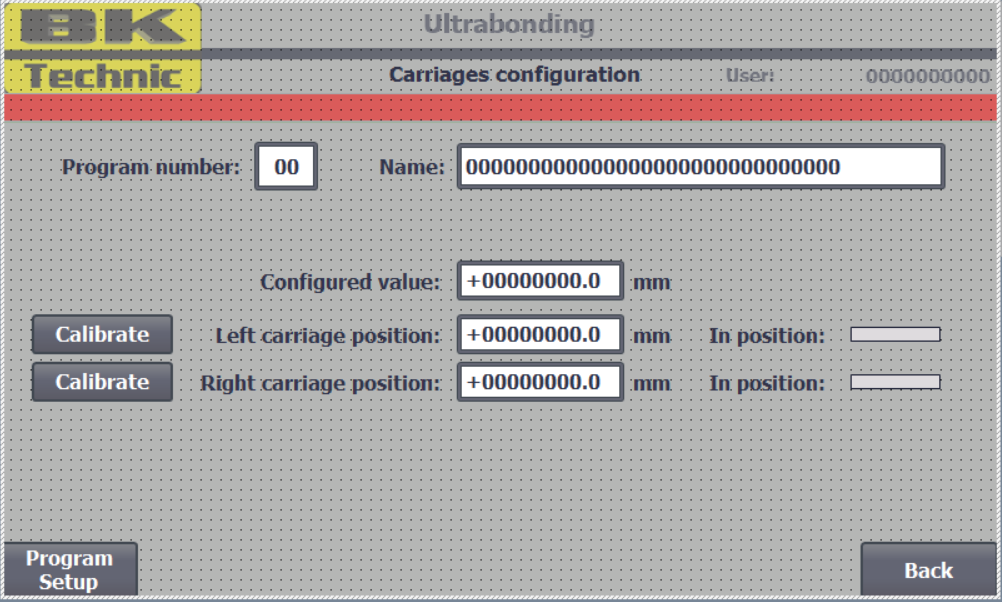 BK
Technic
Ultrabonding
Carriages configuration User: 0000000000
Program number: 00 Name: 000000000000000000000000000000
Configured value: +00000000.0 mm
Calibrate Left carriage position: +00000000.0 mm In position:
Calibrate Right carriage position: +00000000.0 mm In position:
Program
Setup
Back